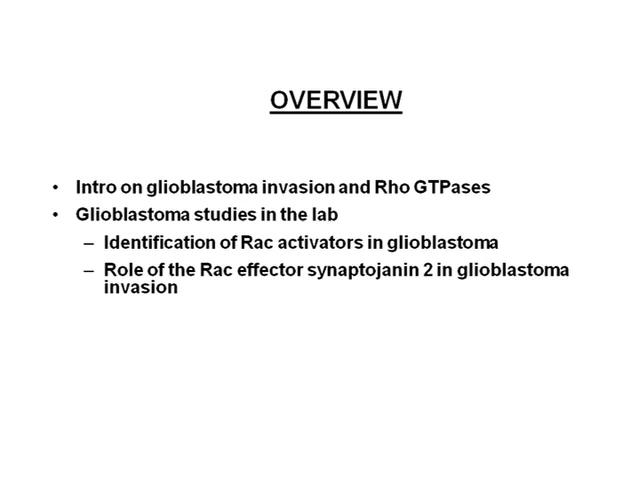 OVERVIEW
• Intro on glioblastoma invasion and Rho GTPases
• Glioblastoma studies in the lab
– Identification of Rac activators in glioblastoma
– Role of the Rac effector synaptojanin 2 in glioblastoma
invasion